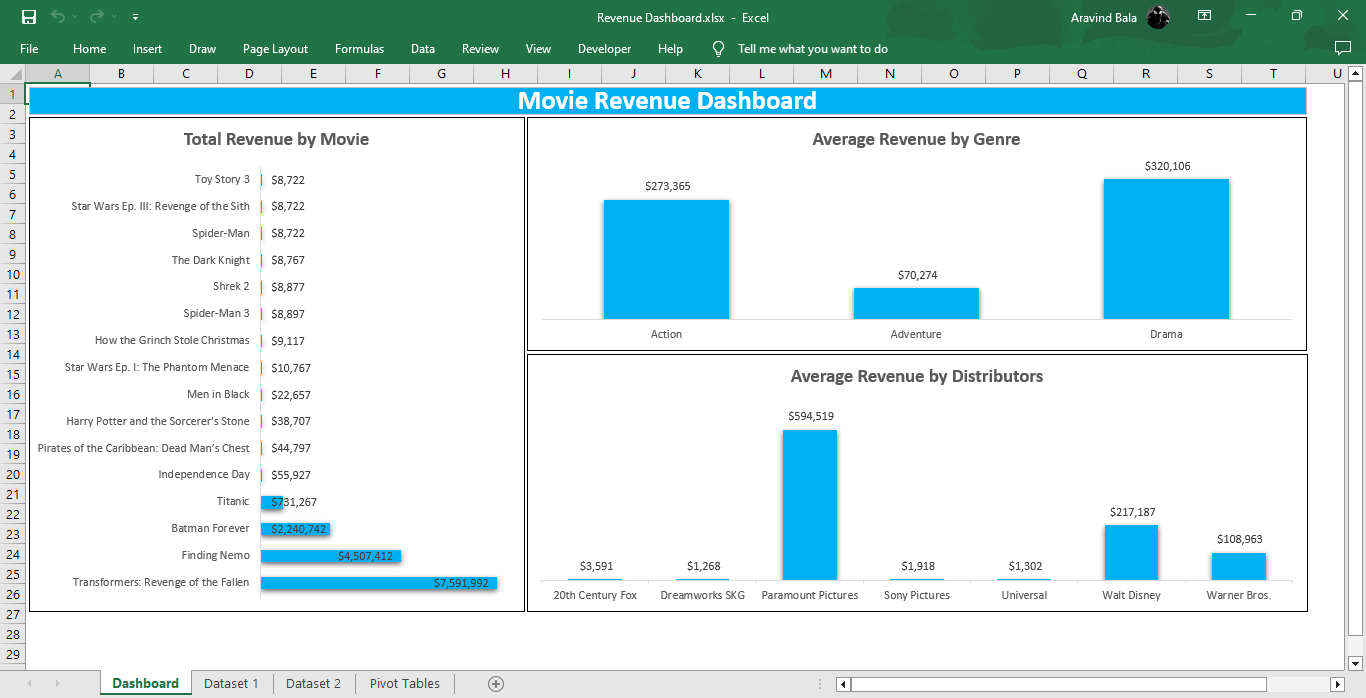 Revenue Dashboard.xlsx - Excel
Aravind Bala
File Home Insert Draw Page Layout Formulas Data Review View Developer Help Tell me what you want to do
A B C D E F G H I J K L M N O P Q R S T U
1
2
3
4
5
6
7
8
9
10
11
12
13
14
15
16
17
18
19
20
21
22
23
24
25
26
27
28
29
Movie Revenue Dashboard
Total Revenue by Movie
Toy Story 3 $8,722
Star Wars Ep. III: Revenge of the Sith $8,722
Spider-Man $8,722
The Dark Knight $8,767
Shrek 2 $8,877
Spider-Man 3 $8,897
How the Grinch Stole Christmas $9,117
Star Wars Ep. I: The Phantom Menace $10,767
Men in Black $22,657
Harry Potter and the Sorcerer's Stone $38,707
Pirates of the Caribbean: Dead Man's Chest $44,797
Independence Day $55,927
Titanic $731,267
Batman Forever $2,240,742
Finding Nemo $4,507,412
Transformers: Revenge of the Fallen $7,591,992
Average Revenue by Genre
$273,365 $70,274 $320,106
Action Adventure Drama
Average Revenue by Distributors
$3,591 $1,268 $594,519 $1,918 $1,302 $217,187 $108,963
20th Century Fox Dreamworks SKG Paramount Pictures Sony Pictures Universal Walt Disney Warner Bros.
Dashboard Dataset 1 Dataset 2 Pivot Tables